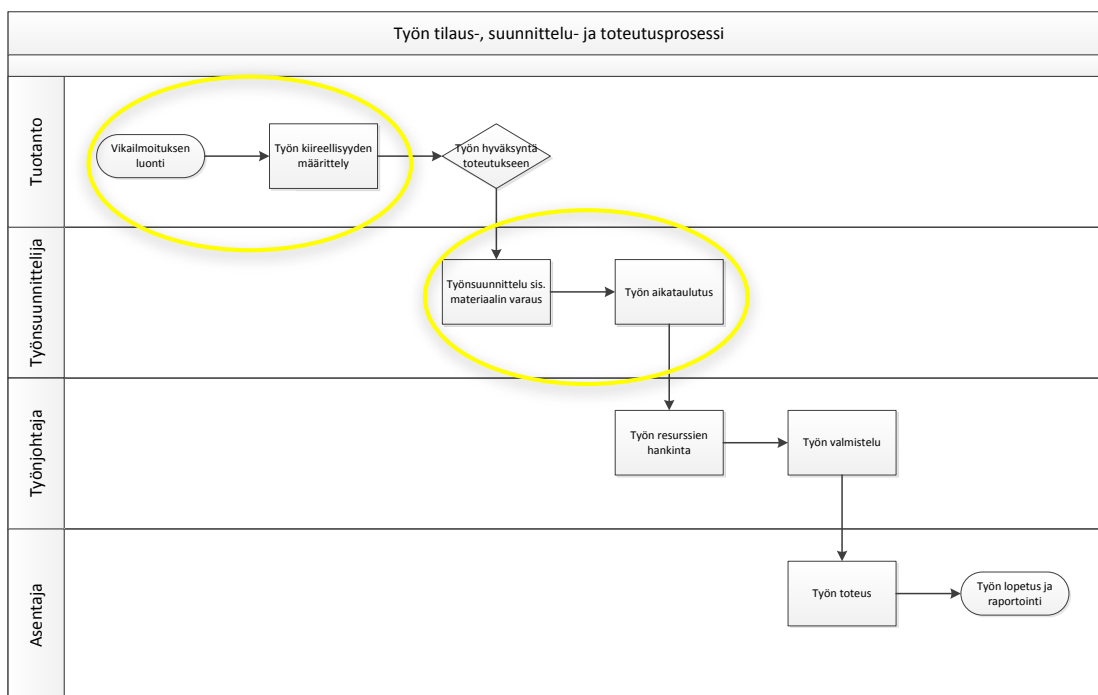 Työn tilaus-, suunnittelu- ja toteutusprosessi
Tuotanto
Vikailmoituksen
luonti
Työn kiireellisyyden
määrittely
Työn hyväksyntä
toteutukseen
Työnsuunnittelija
Työnsuunnittelu sis.
materiaalin varaus
Työn aikataulutus
Työnjohtaja
Työn resurssien
hankinta
Työn valmistelu
Asentaja
Työn toteus
Työn lopetus ja
raportointi